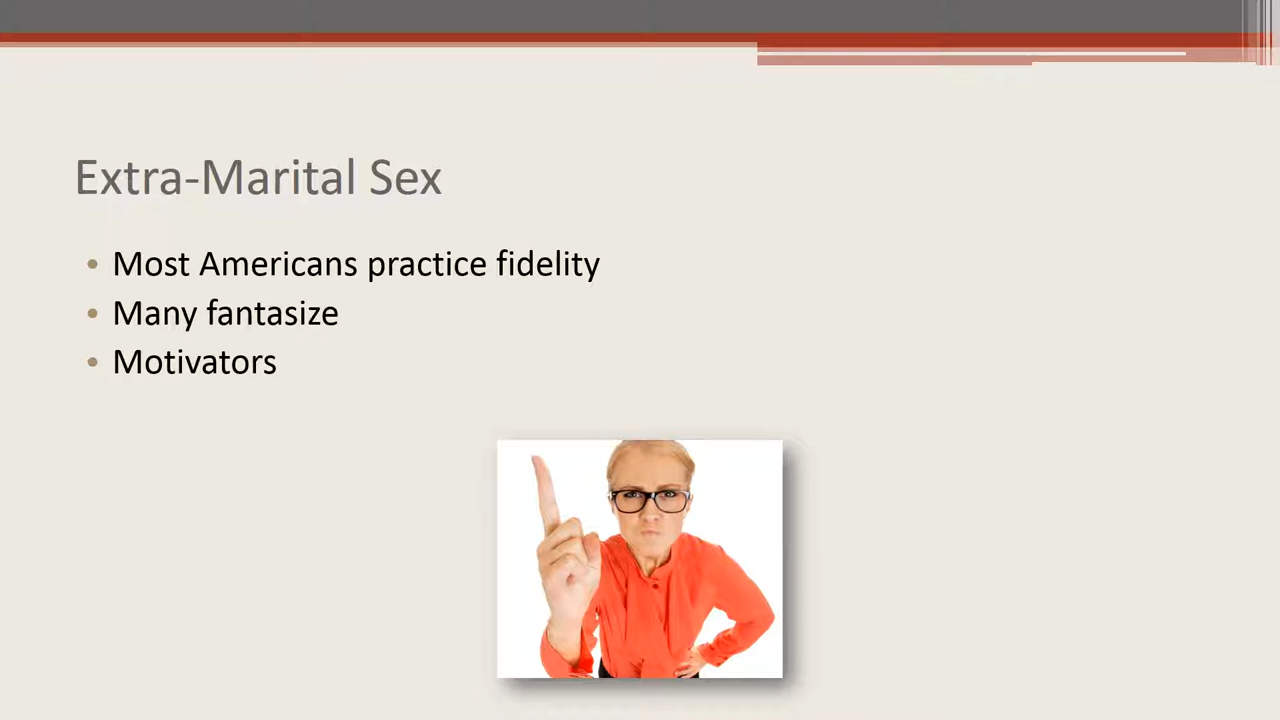 Extra-Marital Sex
• Most Americans practice fidelity
• Many fantasize
• Motivators